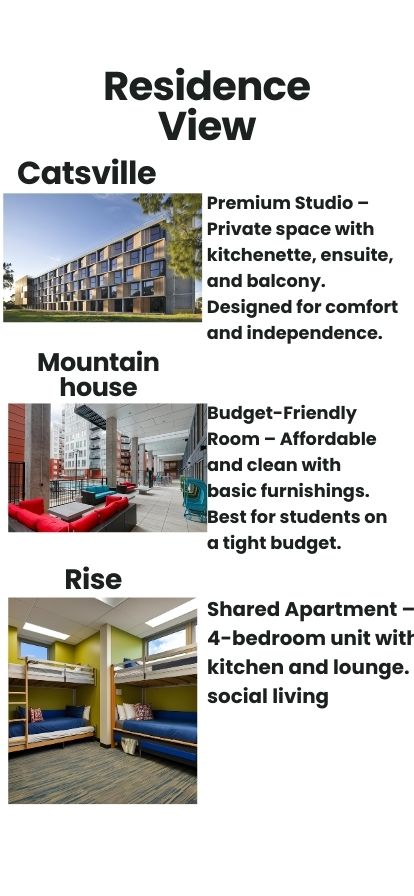 Residence
View
Catsville
Premium Studio –
Private space with
kitchenette, ensuite,
and balcony.
Designed for comfort
and independence.
Mountain
house
Budget-Friendly
Room – Affordable
and clean with
basic furnishings.
Best for students on
a tight budget.
Rise
Shared Apartment –
4-bedroom unit with
kitchen and lounge.
social living